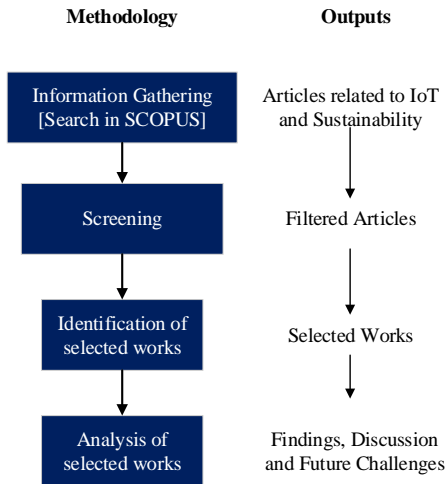 Methodology
Outputs
Information Gathering
[Search in SCOPUS]
Articles related to IoT
and Sustainability
Screening
Filtered Articles
Identification of
selected works
Selected Works
Analysis of
selected works
Findings, Discussion
and Future Challenges